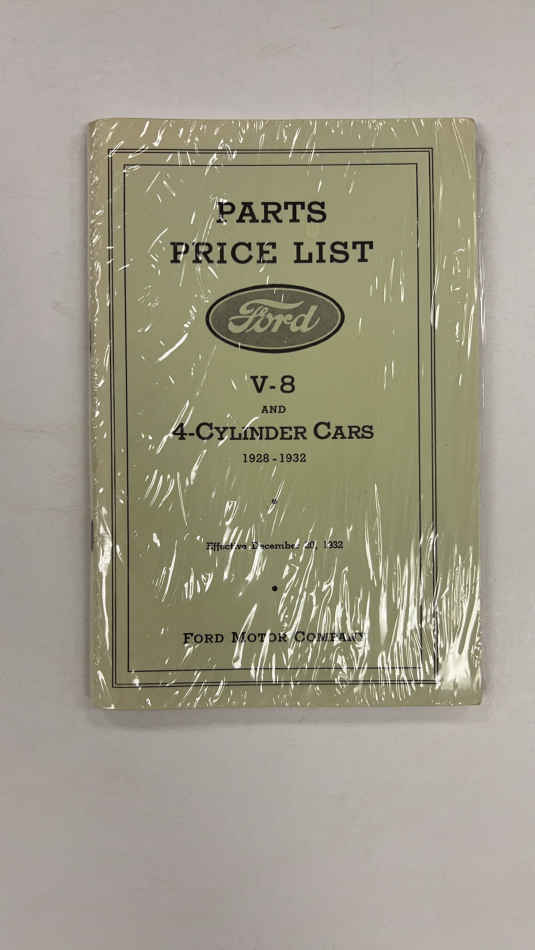 PARTS
PRICE LIST
Ford
V-8
AND
4-CYLINDER CARS
1928-1932
Effective December 20, 1932
FORD MOTOR COMPANY